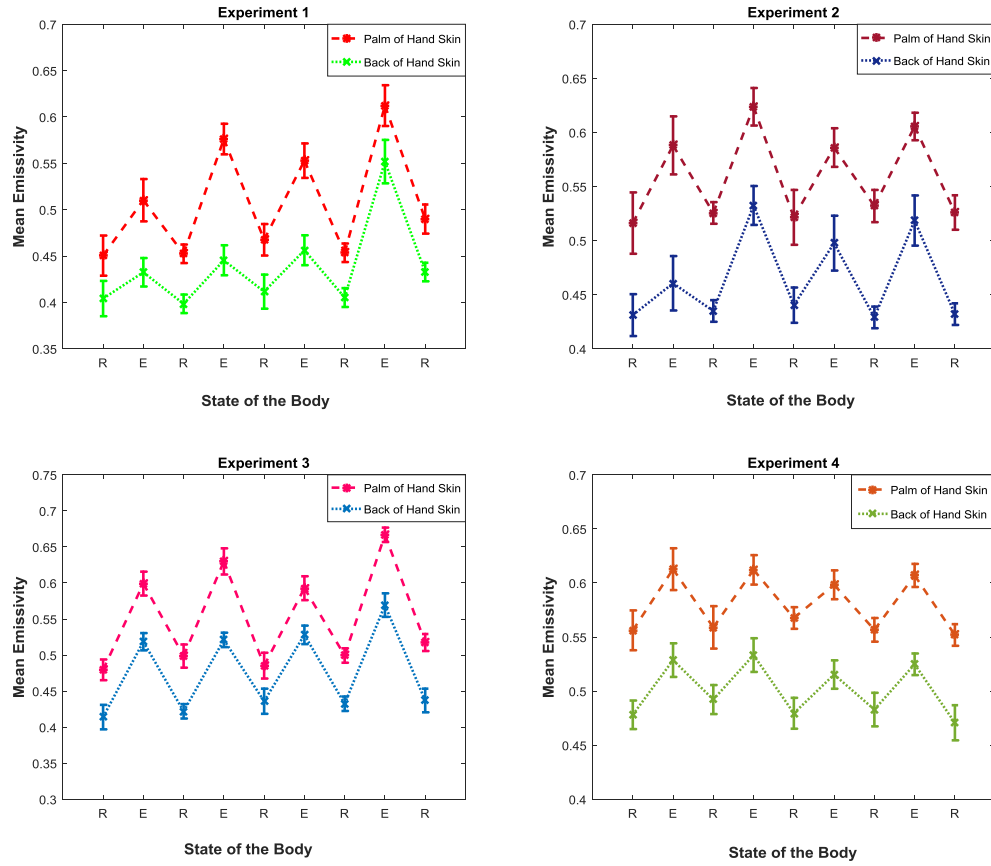 Experiment 1
0.7
0.65
0.6
0.55
0.5
0.45
0.4
0.35
Mean Emissivity
Palm of Hand Skin
Back of Hand Skin
R E R E R E R E R
State of the Body
Experiment 2
0.7
0.65
0.6
0.55
0.5
0.45
0.4
Mean Emissivity
Palm of Hand Skin
Back of Hand Skin
R E R E R E R E R
State of the Body
Experiment 3
0.75
0.7
0.65
0.6
0.55
0.5
0.45
0.4
0.35
0.3
Mean Emissivity
Palm of Hand Skin
Back of Hand Skin
R E R E R E R E R
State of the Body
Experiment 4
0.7
0.65
0.6
0.55
0.5
0.45
0.4
Mean Emissivity
Palm of Hand Skin
Back of Hand Skin
R E R E R E R E R
State of the Body